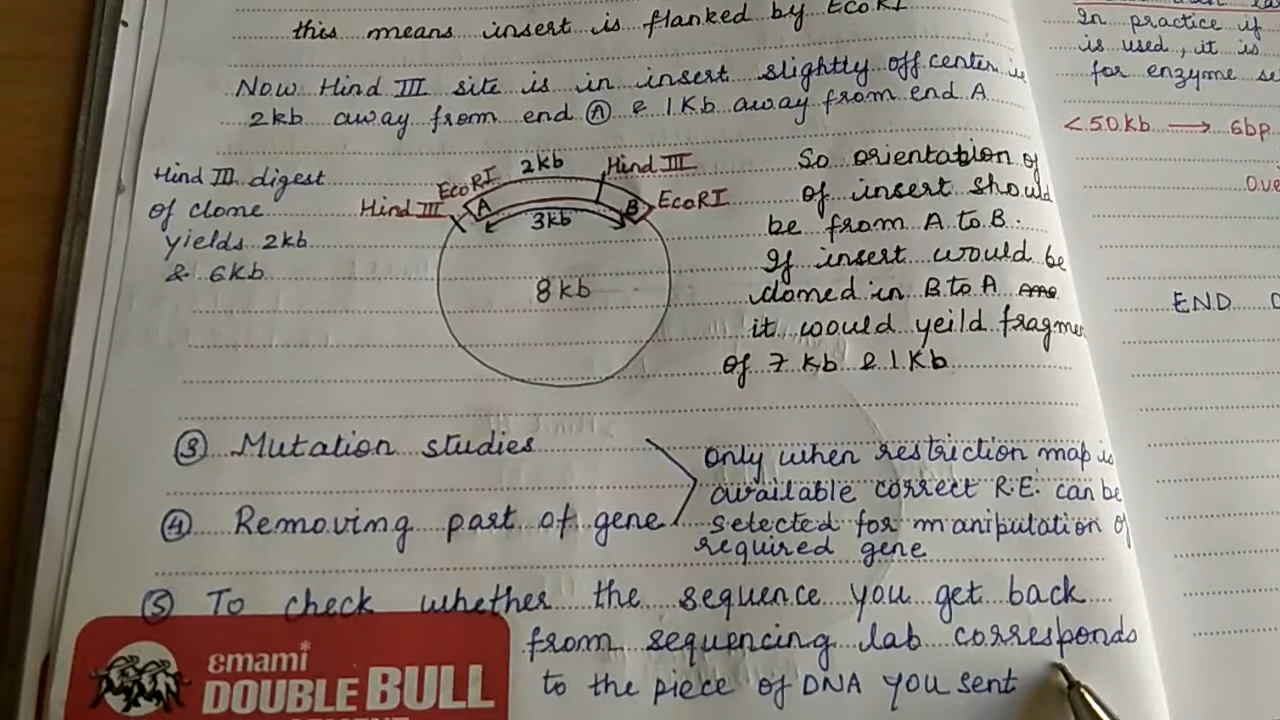 this means insert is flanked by EcoRI
Now Hind III site is in insert slightly off center ie
2kb away from end Ⓐ & 1Kb away from end A
Hind III digest
of clone
yields 2kb
& 6Kb
2kb
Hind III
EcoRI
Hind III
A
B
EcoRI
3kb
8kb
So orientation of
of insert should
be from A to B.
If insert would be
cloned in B to A
it would yeild fragme
of 7 Kb & 1Kb
③ Mutation studies
④ Removing part of gene
only when restriction map is
available correct R.E. can be
selected for manipulation of
required gene
⑤ To check whether the sequence you get back
from sequencing lab corresponds
to the piece of DNA you sent
emami
DOUBLE BULL
In practice if
is used, it is
for enzyme se
<50kb → 6bp
Ove
END